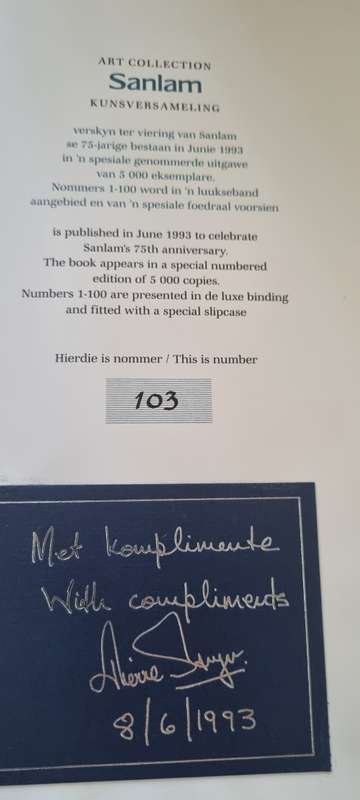 ART COLLECTION
Sanlam
KUNSVERSAMELING
verskyn ter viering van Sanlam
se 75-jarige bestaan in Junie 1993
in 'n spesiale genommerde uitgawe
van 5 000 eksemplare.
Nommers 1-100 word in 'n luukseband
aangebied en van 'n spesiale foedraal voorsien
is published in June 1993 to celebrate
Sanlam's 75th anniversary.
The book appears in a special numbered
edition of 5 000 copies.
Numbers 1-100 are presented in de luxe binding
and fitted with a special slipcase
Hierdie is nommer / This is number
103
Met komplimente
With compliments
8/6/1993